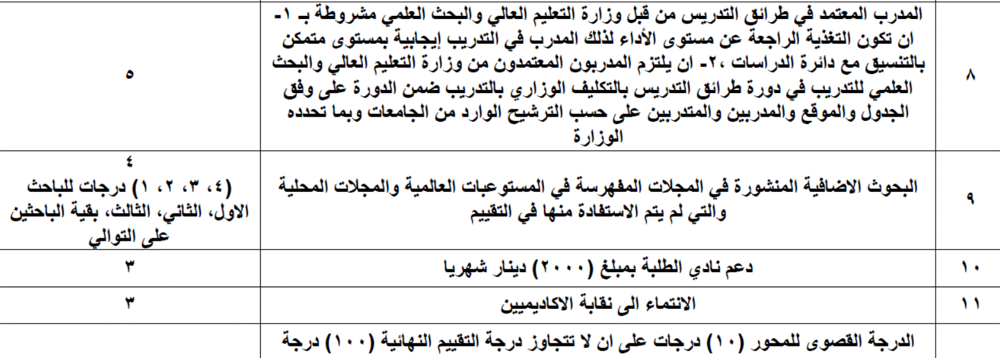 ٨
المدرب المعتمد في طرائق التدريس من قبل وزارة التعليم العالي والبحث العلمي مشروطة بـ ١-
ان تكون التغذية الراجعة عن مستوى الأداء لذلك المدرب في التدريب إيجابية بمستوى متمكن
بالتنسيق مع دائرة الدراسات ،٢- ان يلتزم المدربون المعتمدون من وزارة التعليم العالي والبحث
العلمي للتدريب في دورة طرائق التدريس بالتكليف الوزاري بالتدريب ضمن الدورة على وفق
الجدول والموقع والمدربين والمتدربين على حسب الترشيح الوارد من الجامعات وبما تحدده
الوزارة
٥
٩
البحوث الاضافية المنشورة في المجلات المفهرسة في المستوعبات العالمية والمجلات المحلية
والتي لم يتم الاستفادة منها في التقييم
٤
(٤، ٣، ٢، ١) درجات للباحث
الاول، الثاني، الثالث، بقية الباحثين
على التوالي
١٠
دعم نادي الطلبة بمبلغ (٢٠٠٠) دينار شهريا
٣
١١
الانتماء الى نقابة الاكاديميين
٣
الدرجة القصوى للمحور (١٠) درجات على ان لا تتجاوز درجة التقييم النهائية (١٠٠) درجة